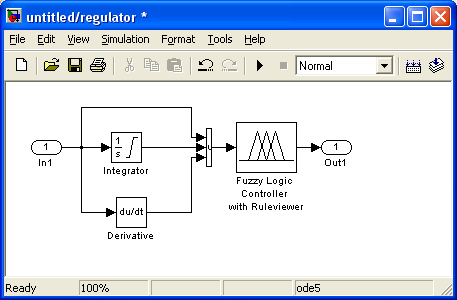 untitled/regulator *
File Edit View Simulation Format Tools Help
Normal
1
In1
1
s
Integrator
du/dt
Derivative
Fuzzy Logic
Controller
with Ruleviewer
1
Out1
Ready 100% ode5